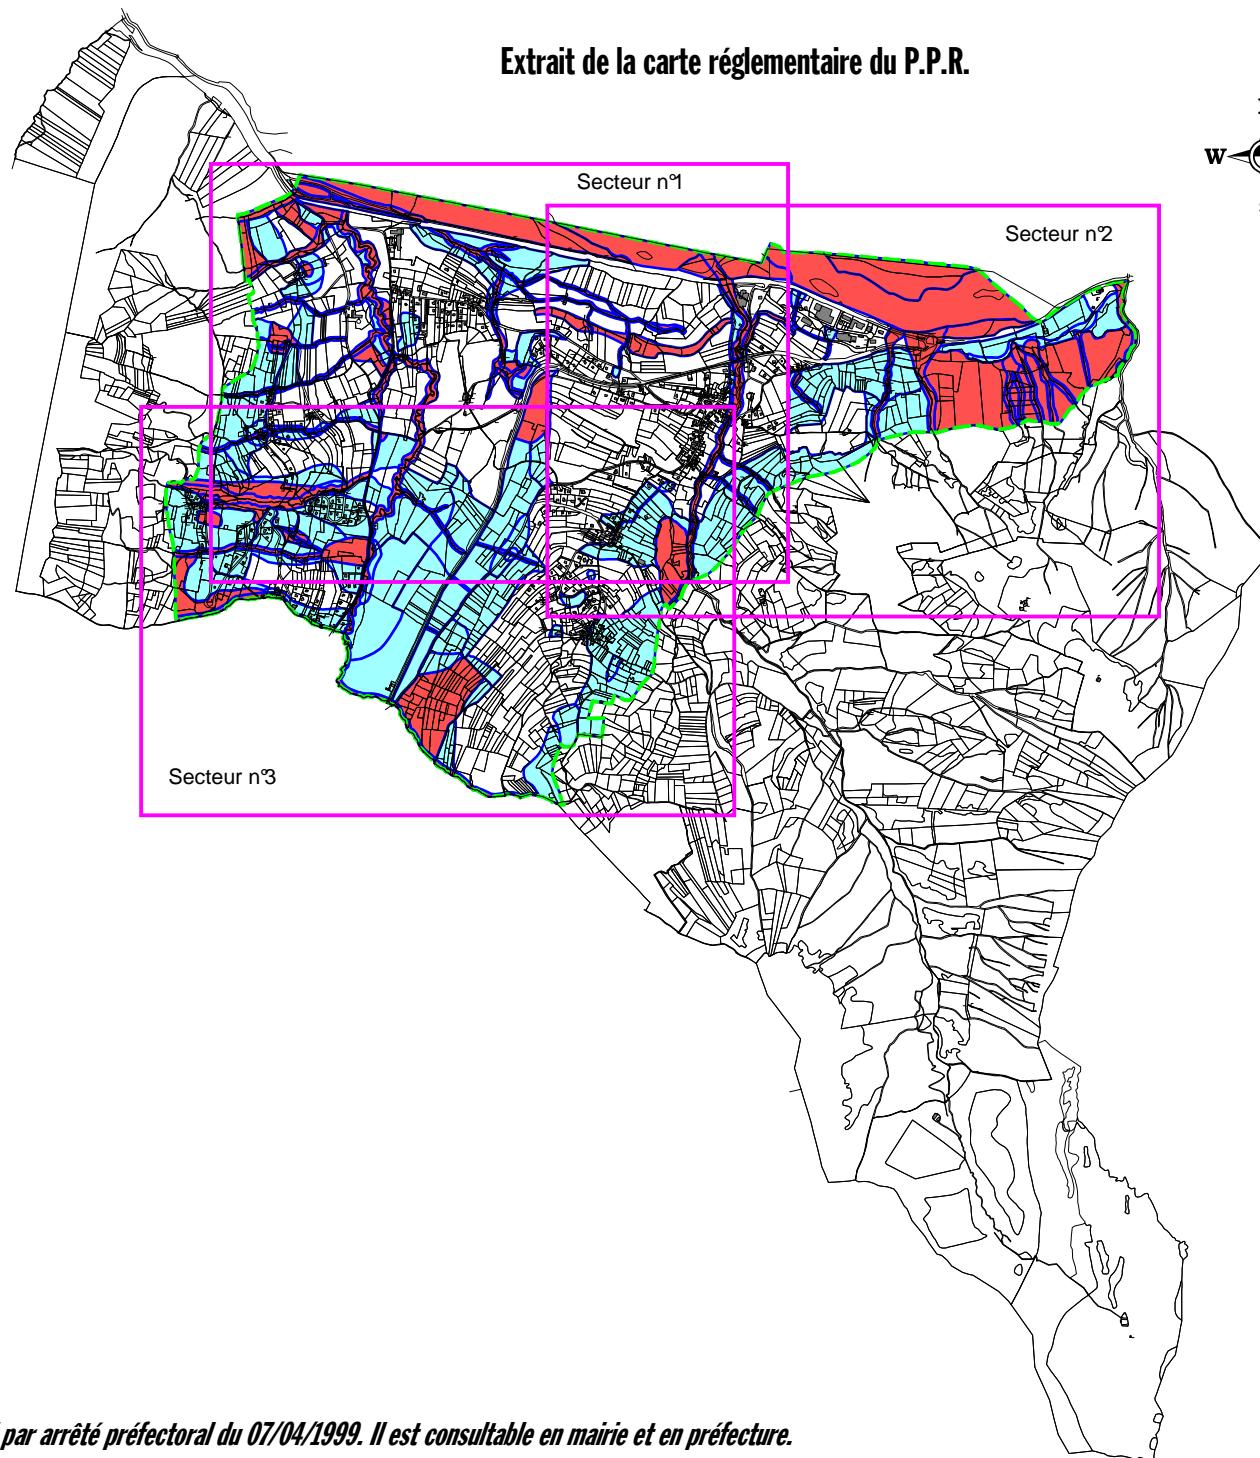 Extrait de la carte réglementaire du P.P.R.
W
Secteur n°1
Secteur n°2
Secteur n°3
par arrêté préfectoral du 07/04/1999. Il est consultable en mairie et en préfecture.